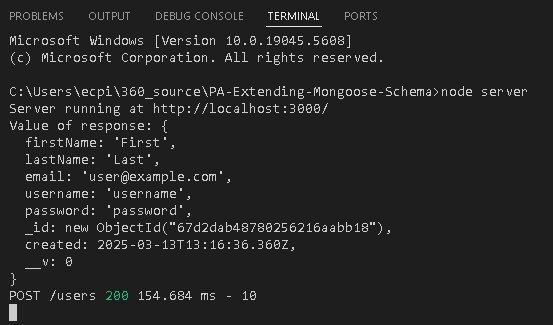 PROBLEMS OUTPUT DEBUG CONSOLE TERMINAL PORTS
Microsoft Windows [Version 10.0.19045.5608]
(c) Microsoft Corporation. All rights reserved.
C:\Users\ecpi\360_source\PA-Extending-Mongoose-Schema>node server
Server running at http://localhost:3000/
Value of response: {
  firstName: 'First',
  lastName: 'Last',
  email: 'user@example.com',
  username: 'username',
  password: 'password',
  _id: new ObjectId("67d2dab48780256216aabb18"),
  created: 2025-03-13T13:16:36.360Z,
  __v: 0
}
POST /users 200 154.684 ms - 10